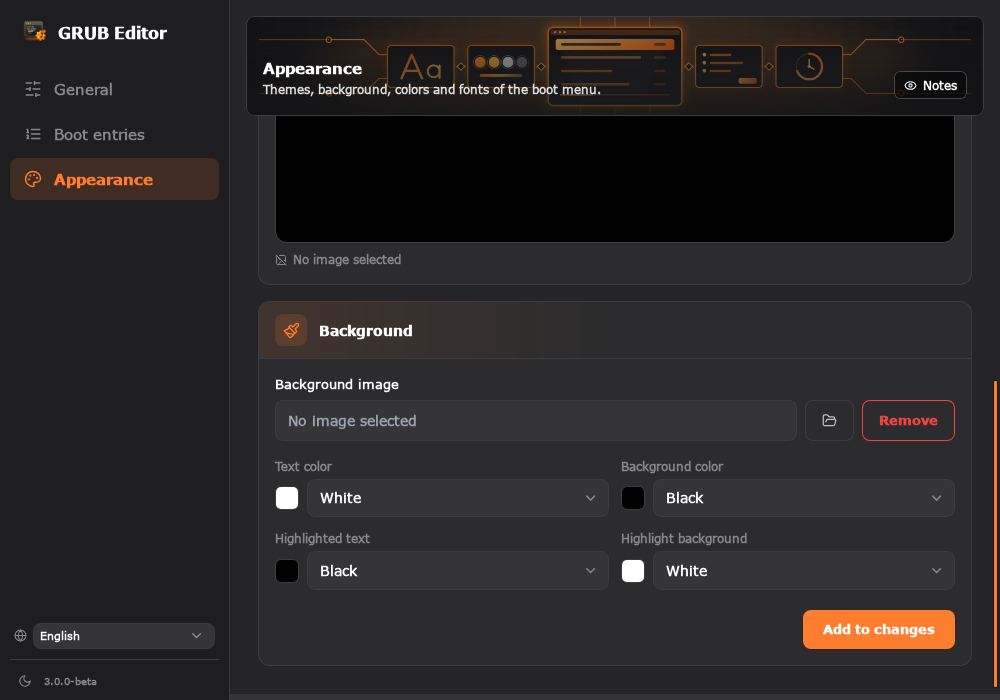 GRUB Editor
General
Boot entries
Appearance
English
3.0.0-beta
Aa
Appearance
Themes, background, colors and fonts of the boot menu.
Notes
No image selected
Background
Background image
No image selected
Remove
Text color
Background color
White
Black
Highlighted text
Highlight background
Black
White
Add to changes